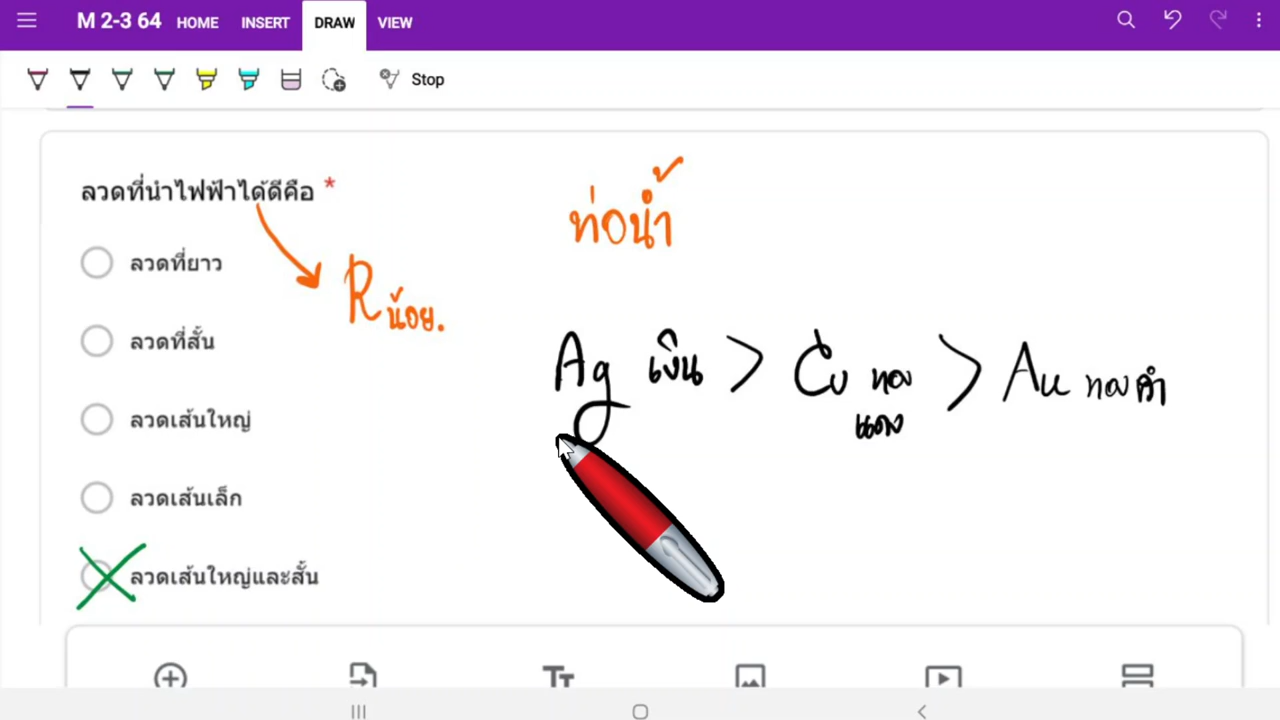 M 2-3 64 HOME INSERT DRAW VIEW
Stop
ลวดที่นำไฟฟ้าได้ดีคือ *
ลวดที่ยาว
ลวดที่สั้น
ลวดเส้นใหญ่
ลวดเส้นเล็ก
ลวดเส้นใหญ่และสั้น
R น้อย.
ท่อน้ำ
Ag เงิน > Cu ทอง > Au ทองคำ
แดง
Tт